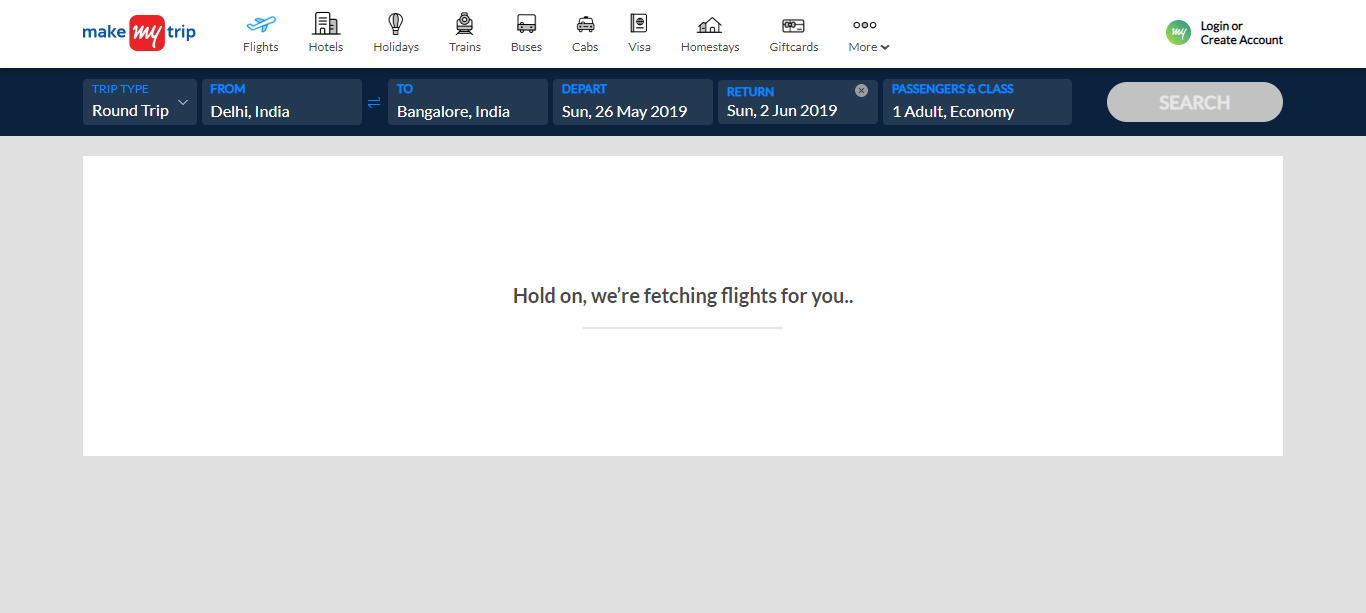 make my trip
Flights
Hotels
Holidays
Trains
Buses
Cabs
Visa
Homestays
Giftcards
More
my
Login or
Create Account
TRIP TYPE
Round Trip
FROM
Delhi, India
TO
Bangalore, India
DEPART
Sun, 26 May 2019
RETURN
Sun, 2 Jun 2019
PASSENGERS & CLASS
1 Adult, Economy
SEARCH
Hold on, we’re fetching flights for you..